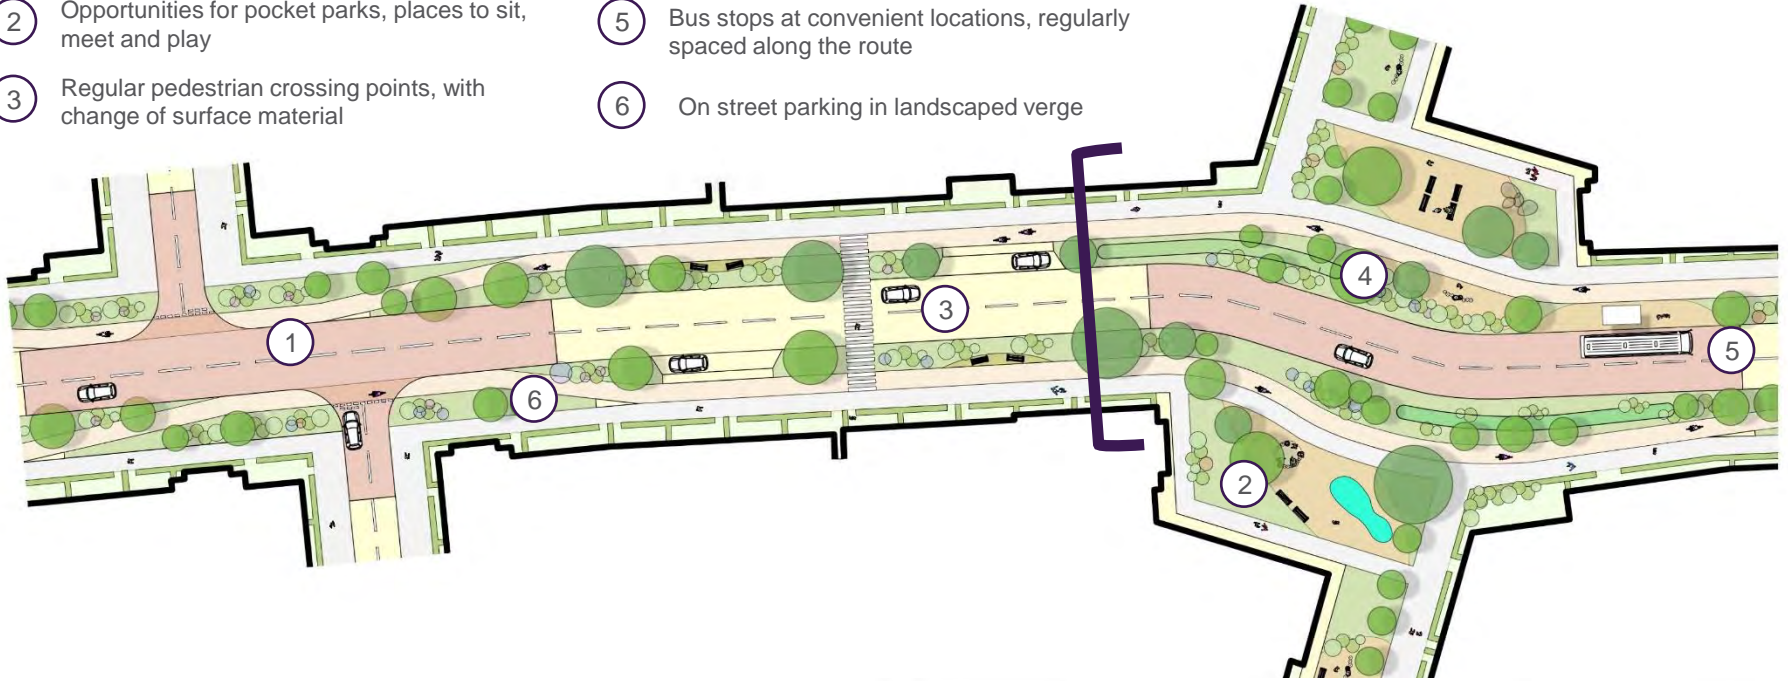 2 Opportunities for pocket parks, places to sit,
meet and play
3 Regular pedestrian crossing points, with
change of surface material
5 Bus stops at convenient locations, regularly
spaced along the route
6 On street parking in landscaped verge
1
6
3
4
5
2